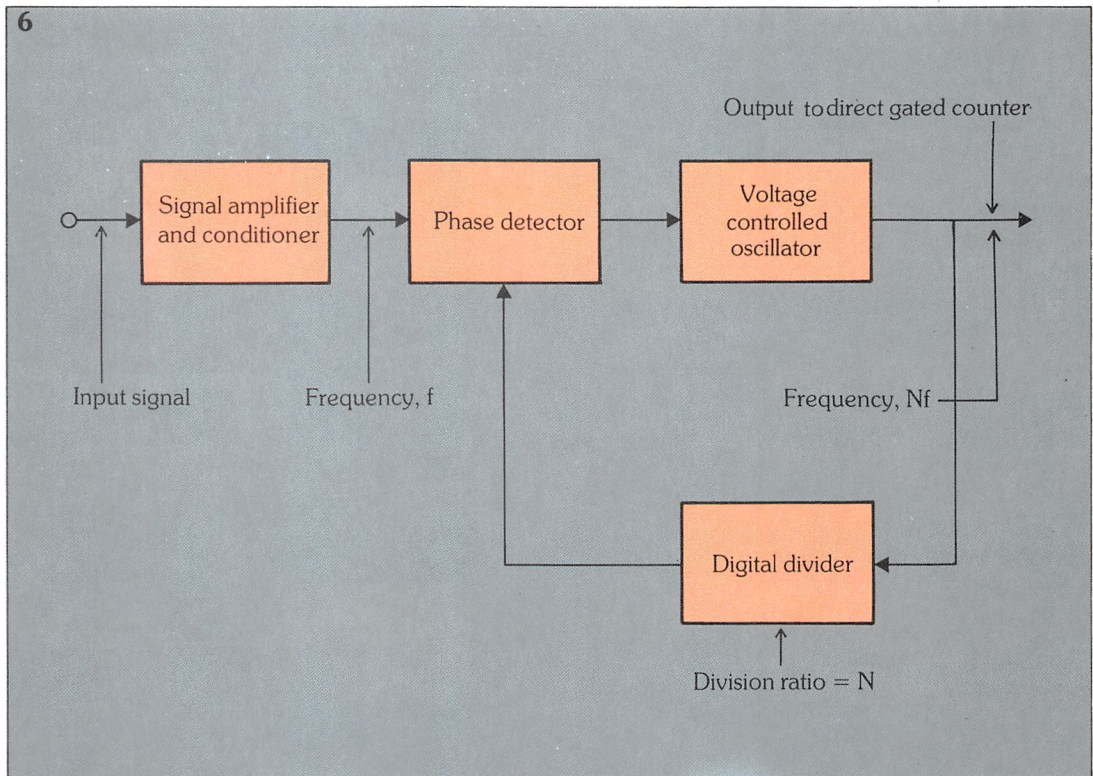 6
Output to direct gated counter
Signal amplifier
and conditioner
Phase detector
Voltage
controlled
oscillator
Input signal
Frequency, f
Frequency, Nf
Digital divider
Division ratio = N